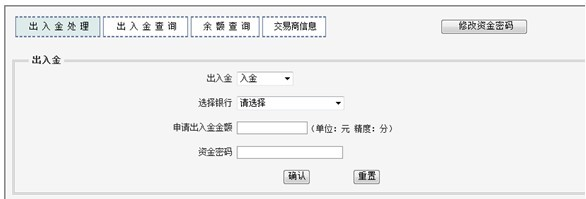 出 入 金 处 理 出 入 金 查 询 余 额 查 询 交易商信息 修改资金密码
出入金
出入金 入金
选择银行 请选择
申请出入金金额 (单位: 元 精度: 分)
资金密码
确认 重置